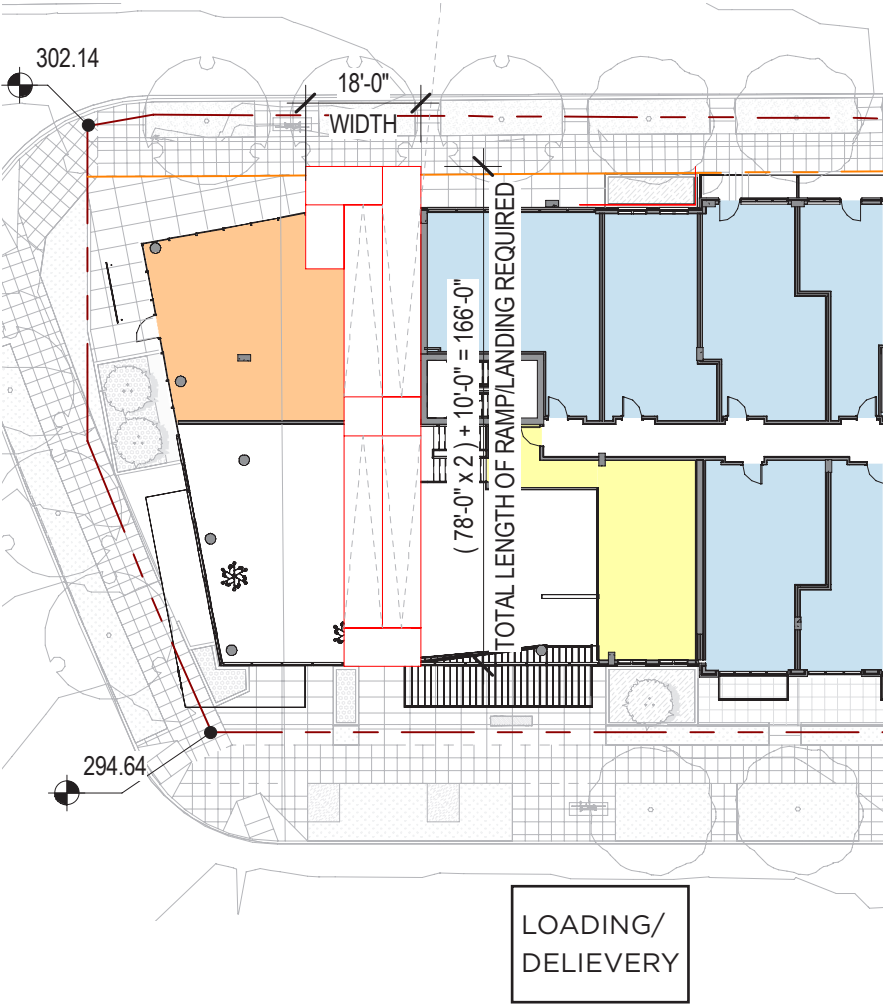 302.14
18'-0"
WIDTH
( 78'-0" x 2 ) + 10'-0" = 166'-0"
TOTAL LENGTH OF RAMP/LANDING REQUIRED
294.64
LOADING/
DELIEVERY